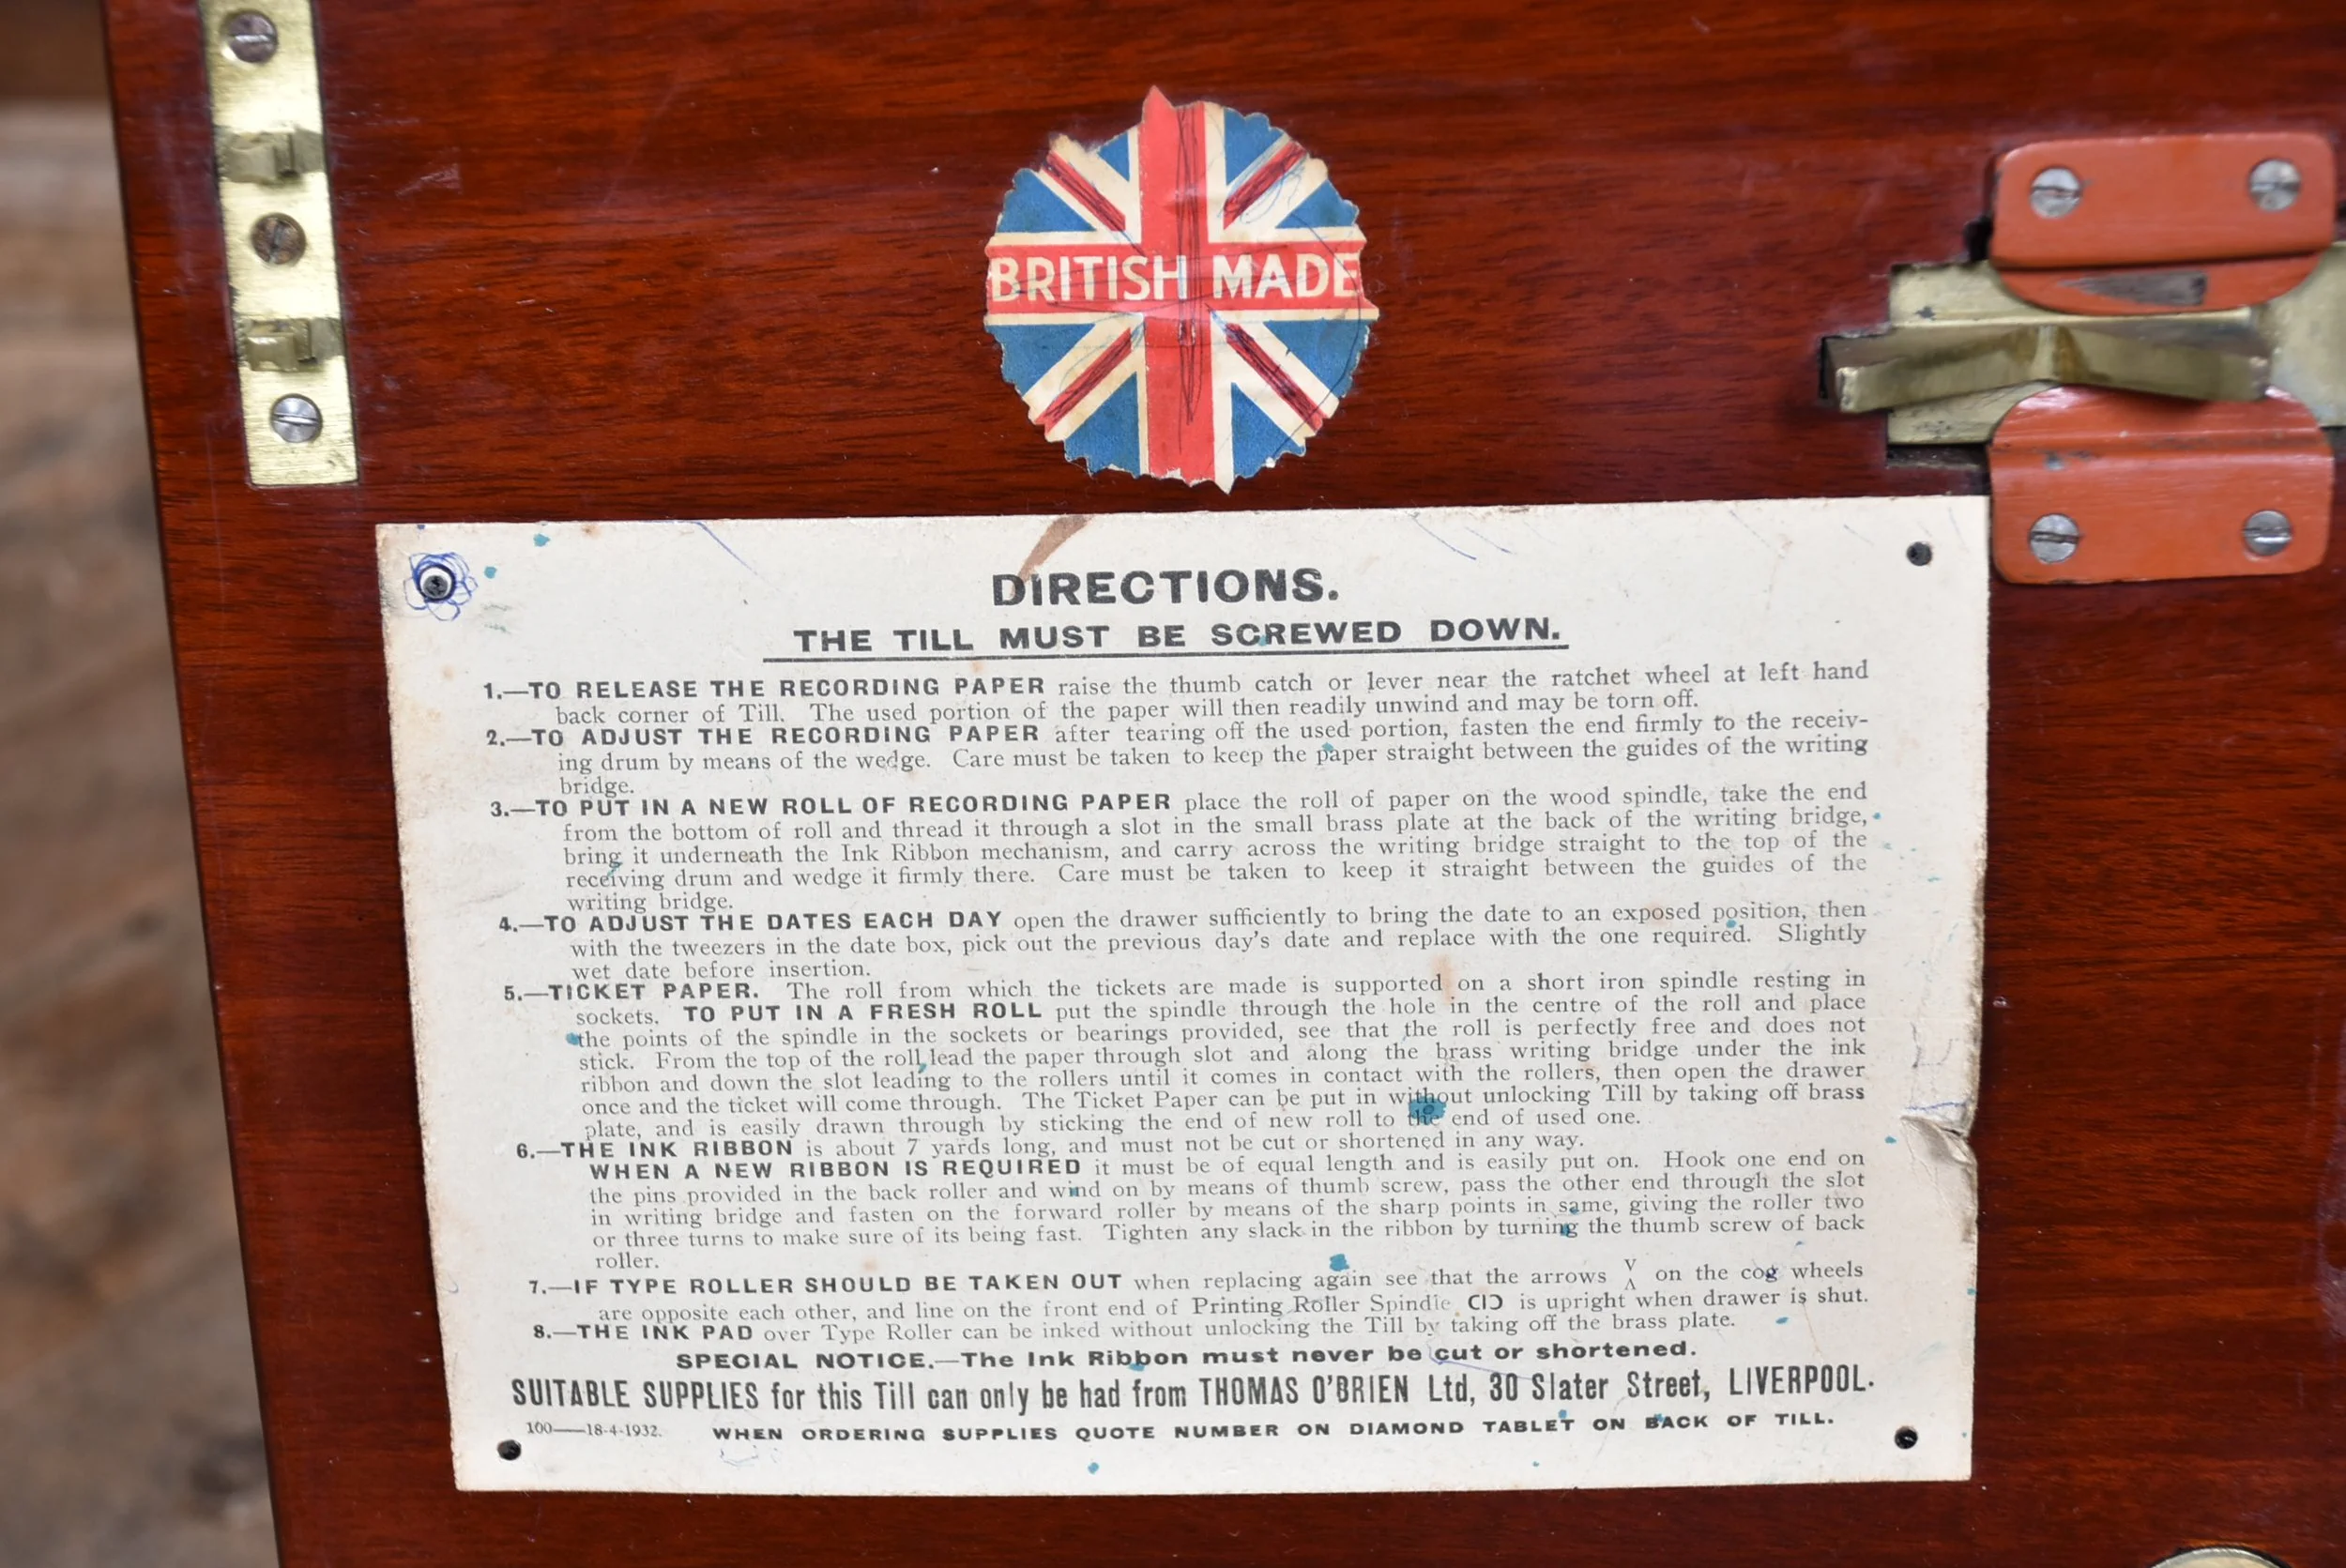 BRITISH MADE
DIRECTIONS.
THE TILL MUST BE SCREWED DOWN.
1.—TO RELEASE THE RECORDING PAPER raise the thumb catch or lever near the ratchet wheel at left hand
back corner of Till. The used portion of the paper will then readily unwind and may be torn off.
2.—TO ADJUST THE RECORDING PAPER after tearing off the used portion, fasten the end firmly to the receiv-
ing drum by means of the wedge. Care must be taken to keep the paper straight between the guides of the writing
bridge.
3.—TO PUT IN A NEW ROLL OF RECORDING PAPER place the roll of paper on the wood spindle, take the end
from the bottom of roll and thread it through a slot in the small brass plate at the back of the writing bridge,
bring it underneath the Ink Ribbon mechanism, and carry across the writing bridge straight to the top of the
receiving drum and wedge it firmly there. Care must be taken to keep it straight between the guides of the
writing bridge.
4.—TO ADJUST THE DATES EACH DAY open the drawer sufficiently to bring the date to an exposed position, then
with the tweezers in the date box, pick out the previous day's date and replace with the one required. Slightly
wet date before insertion.
5.—TICKET PAPER. The roll from which the tickets are made is supported on a short iron spindle resting in
sockets. TO PUT IN A FRESH ROLL put the spindle through the hole in the centre of the roll and place
the points of the spindle in the sockets or bearings provided, see that the roll is perfectly free and does not
stick. From the top of the roll lead the paper through slot and along the brass writing bridge under the ink
ribbon and down the slot leading to the rollers until it comes in contact with the rollers, then open the drawer
once and the ticket will come through. The Ticket Paper can be put in without unlocking Till by taking off brass
plate, and is easily drawn through by sticking the end of new roll to the end of used one.
6.—THE INK RIBBON is about 7 yards long, and must not be cut or shortened in any way.
WHEN A NEW RIBBON IS REQUIRED it must be of equal length and is easily put on. Hook one end on
the pins provided in the back roller and wind on by means of thumb screw, pass the other end through the slot
in writing bridge and fasten on the forward roller by means of the sharp points in same, giving the roller two
or three turns to make sure of its being fast. Tighten any slack in the ribbon by turning the thumb screw of back
roller.
7.—IF TYPE ROLLER SHOULD BE TAKEN OUT when replacing again see that the arrows V Λ on the cog wheels
are opposite each other, and line on the front end of Printing Roller Spindle CIƆ is upright when drawer is shut.
8.—THE INK PAD over Type Roller can be inked without unlocking the Till by taking off the brass plate.
SPECIAL NOTICE.—The Ink Ribbon must never be cut or shortened.
SUITABLE SUPPLIES for this Till can only be had from THOMAS O'BRIEN Ltd, 30 Slater Street, LIVERPOOL.
100—18-4-1932. WHEN ORDERING SUPPLIES QUOTE NUMBER ON DIAMOND TABLET ON BACK OF TILL.